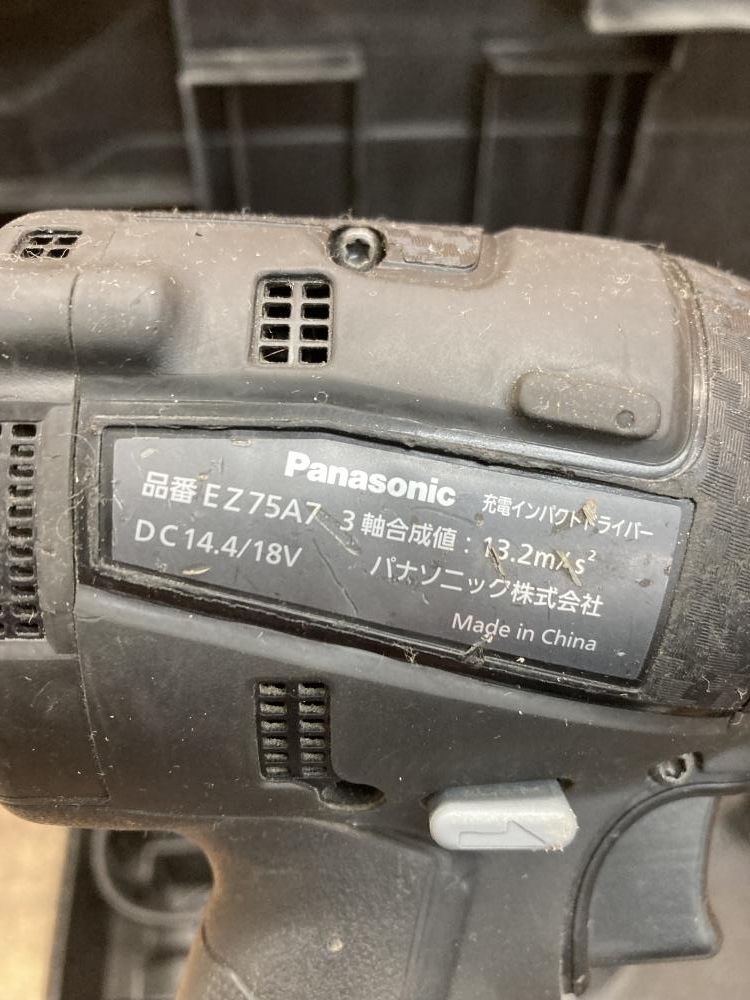 Panasonic
充電インパクトドライバー
品番 EZ75A7
3軸合成値：13.2m/s²
DC14.4/18V
パナソニック株式会社
Made in China